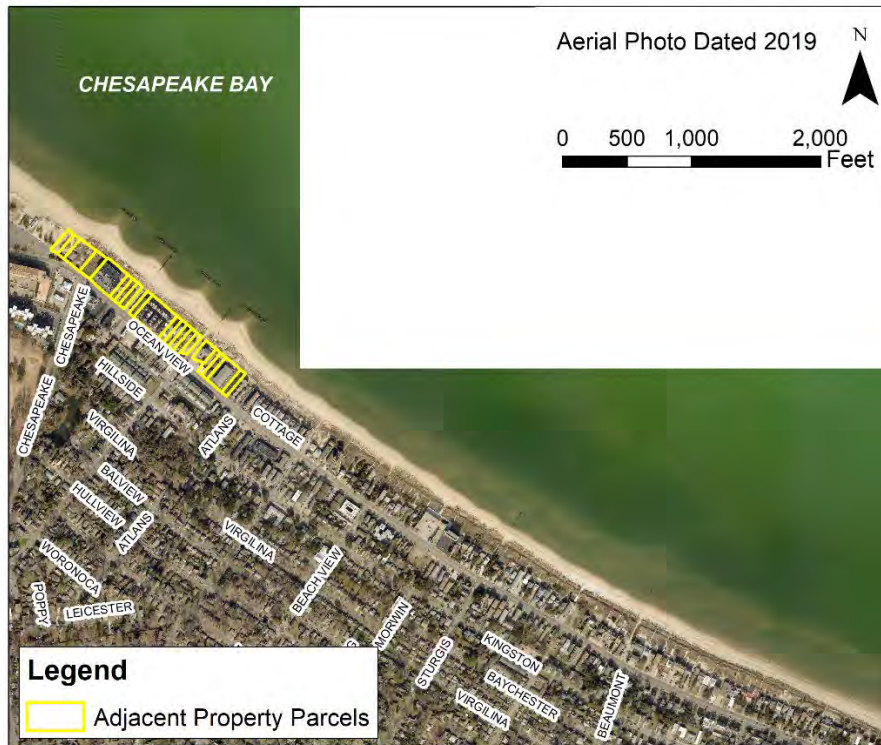 Aerial Photo Dated 2019
N
CHESAPEAKE BAY
0 500 1,000 2,000
Feet
CHESAPEAKE
OCEAN VIEW
HILLSIDE
CHESAPEAKE
ATLANS
COTTAGE
VIRGILINA
BALVIEW
HULLVIEW
ATLANS
VIRGILINA
WORONOCA
BEACH VIEW
POPPY
LEICESTER
MORWIN
STURGIS
KINGSTON
BAYCHESTER
VIRGILINA
BEAUMONT
Legend
Adjacent Property Parcels